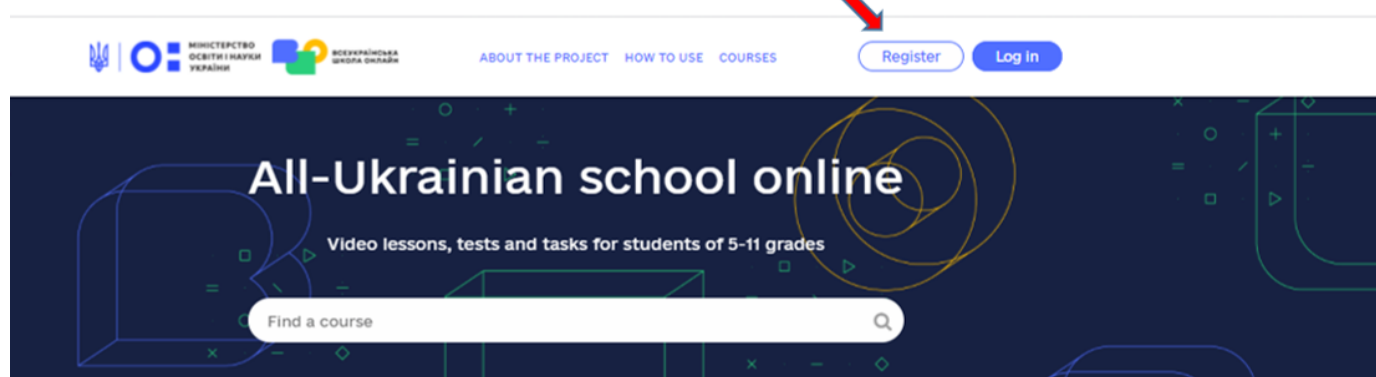 МІНІСТЕРСТВО
ОСВІТИ І НАУКИ
УКРАЇНИ
ВСЕУКРАЇНСЬКА
ШКОЛА ОНЛАЙН
ABOUT THE PROJECT HOW TO USE COURSES
Register
Log in
All-Ukrainian school online
Video lessons, tests and tasks for students of 5-11 grades
Find a course